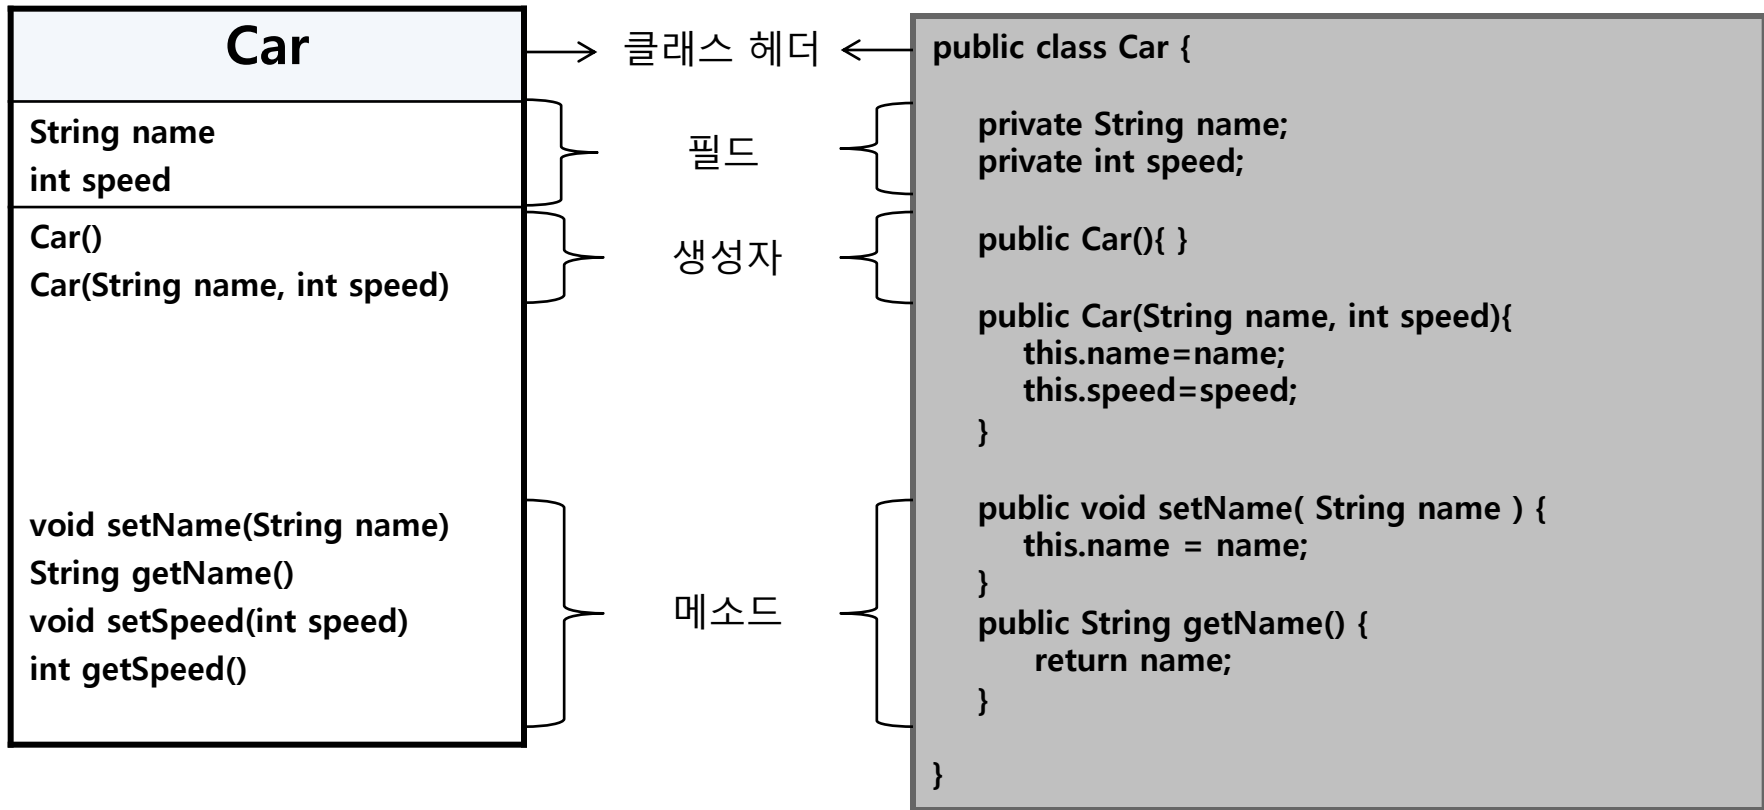 Car
String name
int speed
Car()
Car(String name, int speed)
void setName(String name)
String getName()
void setSpeed(int speed)
int getSpeed()
클래스 헤더
필드
생성자
메소드
public class Car {
private String name;
private int speed;
public Car(){ }
public Car(String name, int speed){
this.name=name;
this.speed=speed;
}
public void setName( String name ) {
this.name = name;
}
public String getName() {
return name;
}
}